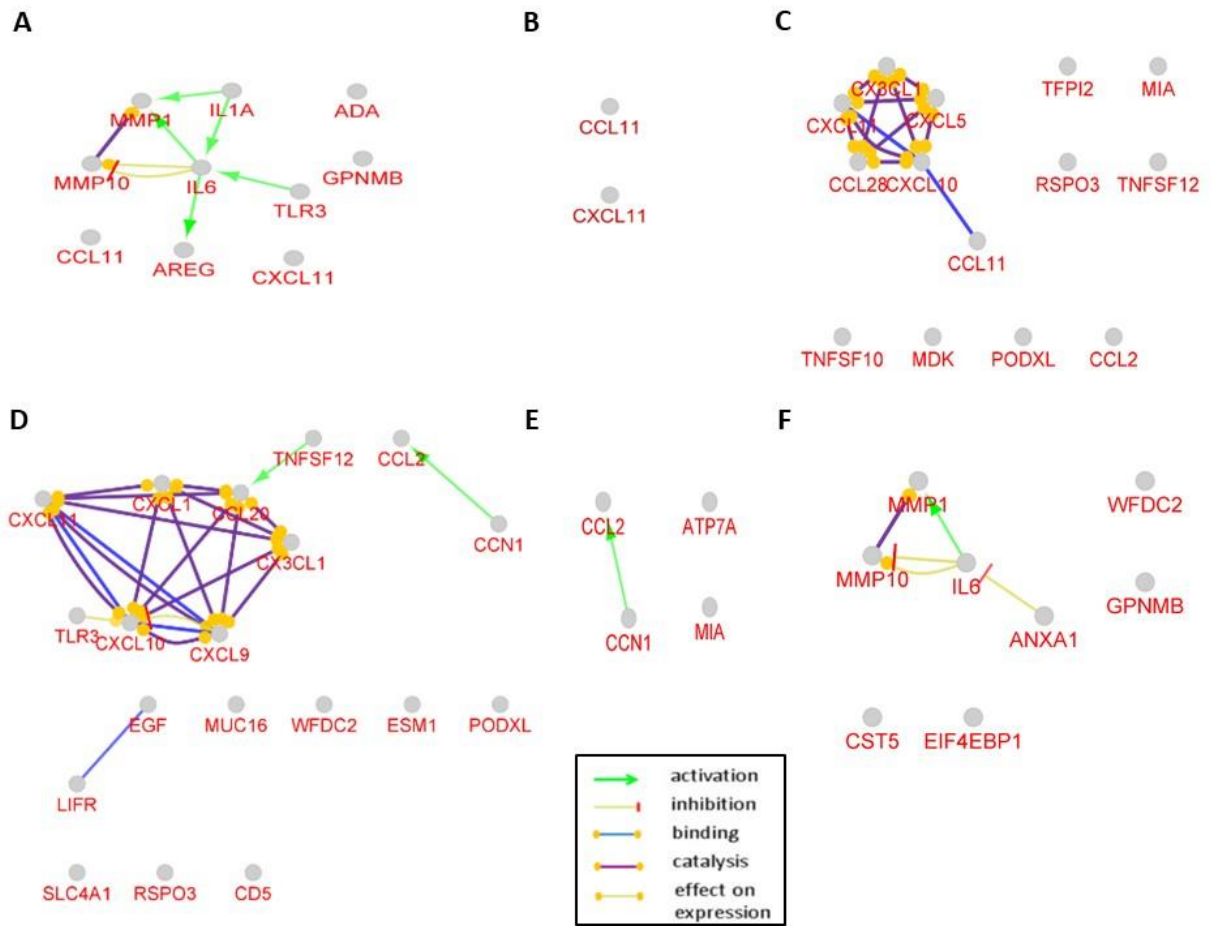 A
IL1A
MMP1
ADA
MMP10
IL6
GPNMB
TLR3
CCL11
AREG
CXCL11
B
CCL11
CXCL11
C
CX3CL1
CXCL5
CXCL11
CCL28
CXCL10
CCL11
TFPI2
MIA
RSPO3
TNFSF12
TNFSF10
MDK
PODXL
CCL2
D
TNFSF12
CCL2
CXCL11
CXCL1
CCL20
CCN1
CX3CL1
TLR3
CXCL10
CXCL9
EGF
MUC16
WFDC2
ESM1
PODXL
LIFR
SLC4A1
RSPO3
CD5
E
CCL2
ATP7A
CCN1
MIA
F
MMP1
WFDC2
MMP10
IL6
GPNMB
ANXA1
CST5
EIF4EBP1
activation
inhibition
binding
catalysis
effect on
expression